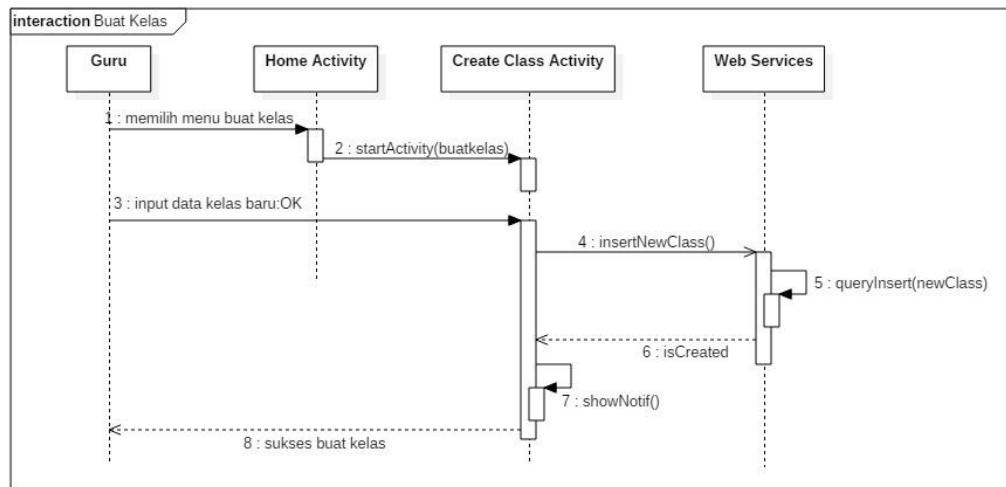 interaction Buat Kelas
Guru
Home Activity
Create Class Activity
Web Services
1 : memilih menu buat kelas
2 : startActivity(buatkelas)
3 : input data kelas baru:OK
4 : insertNewClass()
5 : queryInsert(newClass)
6 : isCreated
7 : showNotif()
8 : sukses buat kelas